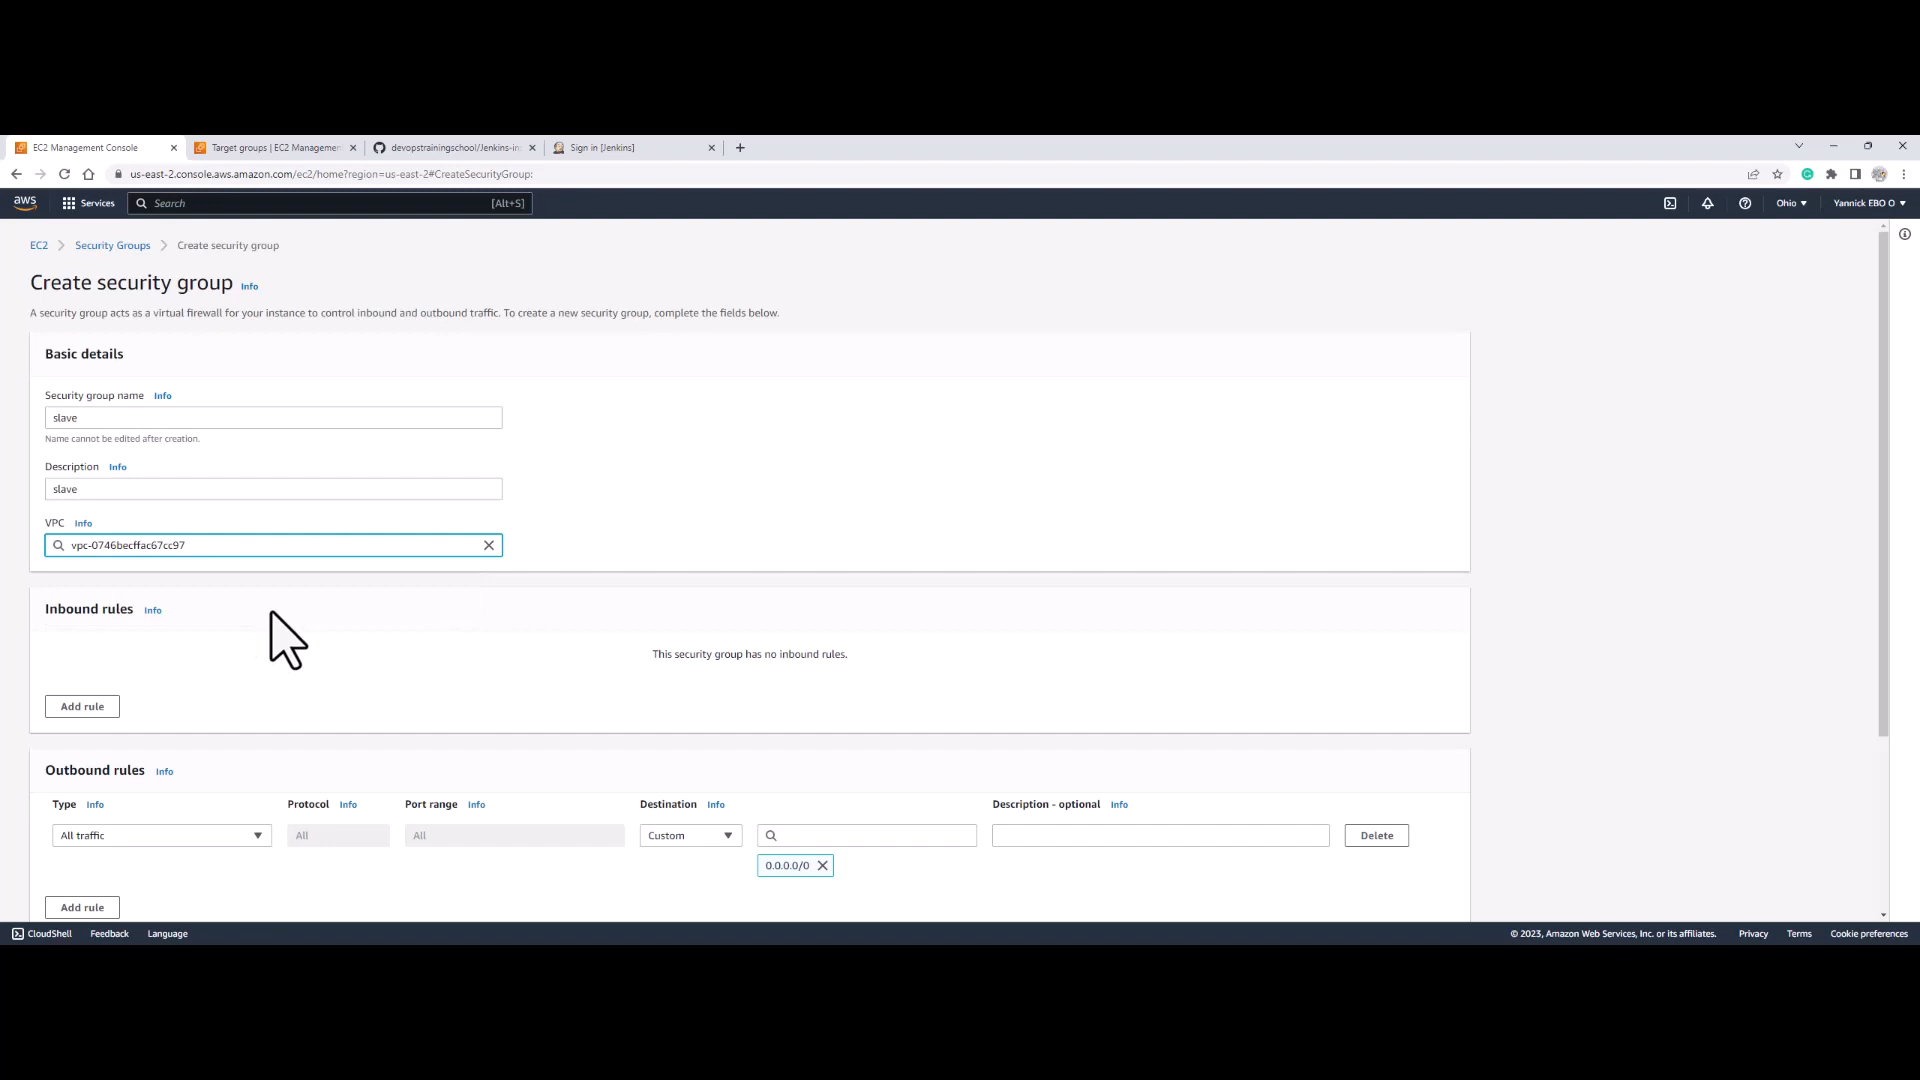 EC2 Management Console
Target groups | EC2 Managemen
devopstrainingschool/Jenkins-in
Sign in [Jenkins]
us-east-2.console.aws.amazon.com/ec2/home?region=us-east-2#CreateSecurityGroup:
aws
Services
Search
[Alt+S]
Ohio
Yannick EBO O
EC2
Security Groups
Create security group
Create security group Info
A security group acts as a virtual firewall for your instance to control inbound and outbound traffic. To create a new security group, complete the fields below.
Basic details
Security group name Info
slave
Name cannot be edited after creation.
Description Info
slave
VPC Info
vpc-0746becffac67cc97
Inbound rules Info
This security group has no inbound rules.
Add rule
Outbound rules Info
Type Info Protocol Info Port range Info Destination Info Description - optional Info
All traffic All All Custom Delete
0.0.0.0/0
Add rule
CloudShell Feedback Language © 2023, Amazon Web Services, Inc. or its affiliates. Privacy Terms Cookie preferences